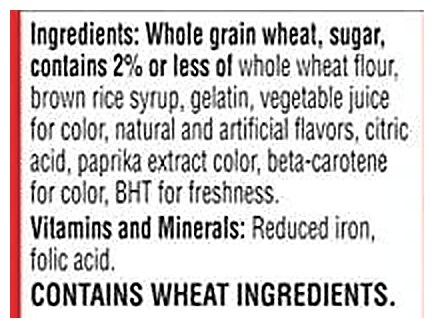 Ingredients: Whole grain wheat, sugar,
contains 2% or less of whole wheat flour,
brown rice syrup, gelatin, vegetable juice
for color, natural and artificial flavors, citric
acid, paprika extract color, beta-carotene
for color, BHT for freshness.
Vitamins and Minerals: Reduced iron,
folic acid.
CONTAINS WHEAT INGREDIENTS.